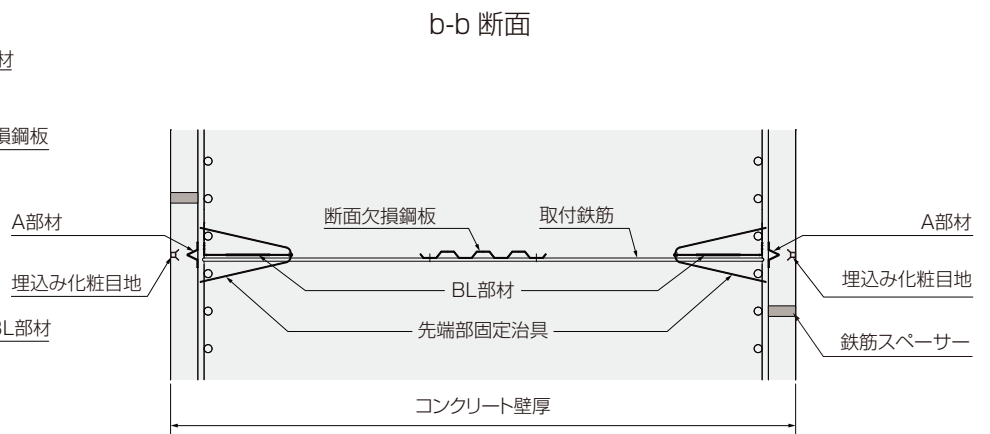 b-b 断面
材
損鋼板
A部材
断面欠損鋼板
取付鉄筋
A部材
埋込み化粧目地
BL部材
埋込み化粧目地
BL部材
先端部固定治具
鉄筋スペーサー
コンクリート壁厚